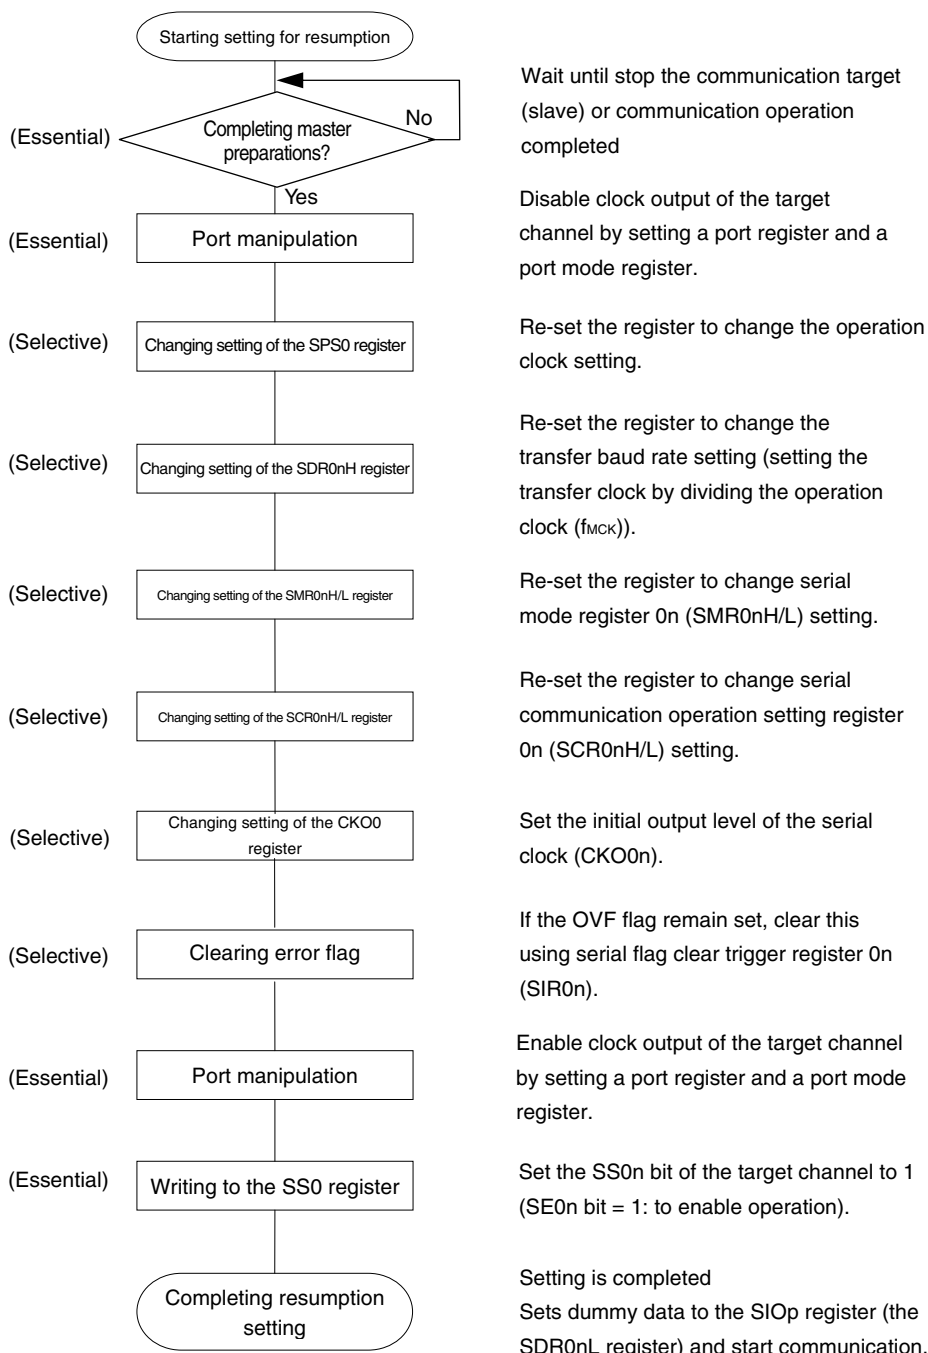 Starting setting for resumption
Wait until stop the communication target
(slave) or communication operation
completed
No
(Essential)
Completing master
preparations?
Yes
Disable clock output of the target
channel by setting a port register and a
port mode register.
(Essential)
Port manipulation
Re-set the register to change the operation
clock setting.
(Selective)
Changing setting of the SPS0 register
Re-set the register to change the
transfer baud rate setting (setting the
transfer clock by dividing the operation
clock (fMCK)).
(Selective)
Changing setting of the SDR0nH register
Re-set the register to change serial
mode register 0n (SMR0nH/L) setting.
(Selective)
Changing setting of the SMR0nH/L register
Re-set the register to change serial
communication operation setting register
0n (SCR0nH/L) setting.
(Selective)
Changing setting of the SCR0nH/L register
Set the initial output level of the serial
clock (CKO0n).
(Selective)
Changing setting of the CKO0
register
If the OVF flag remain set, clear this
using serial flag clear trigger register 0n
(SIR0n).
(Selective)
Clearing error flag
Enable clock output of the target channel
by setting a port register and a port mode
register.
(Essential)
Port manipulation
Set the SS0n bit of the target channel to 1
(SE0n bit = 1: to enable operation).
(Essential)
Writing to the SS0 register
Completing resumption
setting
Setting is completed
Sets dummy data to the SIOp register (the
SDR0nL register) and start communication.